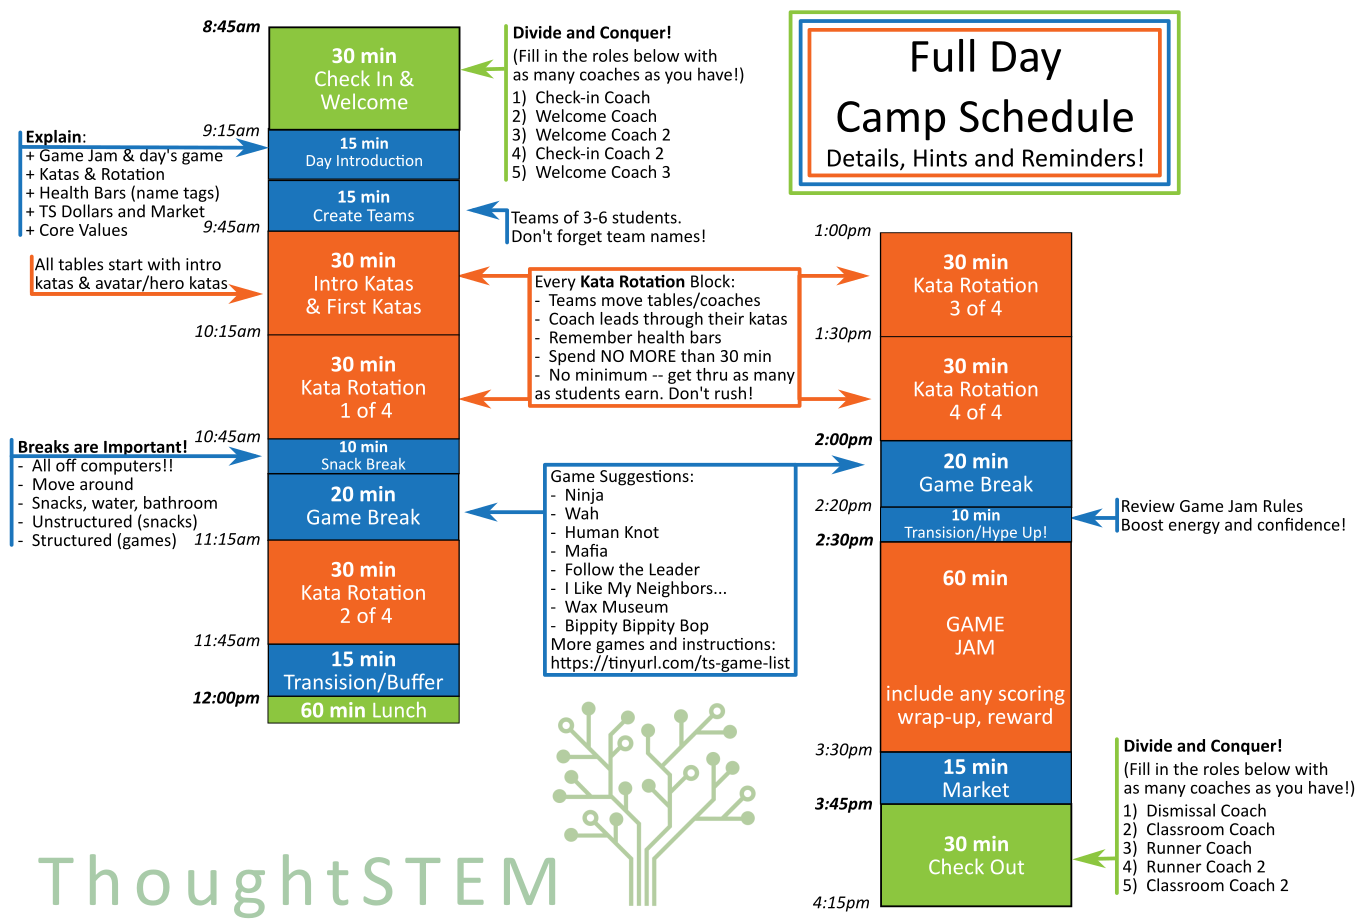 Full Day
Camp Schedule
Details, Hints and Reminders!
8:45am
30 min
Check In &
Welcome
Divide and Conquer!
(Fill in the roles below with
as many coaches as you have!)
1) Check-in Coach
2) Welcome Coach
3) Welcome Coach 2
4) Check-in Coach 2
5) Welcome Coach 3
9:15am
Explain:
+ Game Jam & day's game
+ Katas & Rotation
+ Health Bars (name tags)
+ TS Dollars and Market
+ Core Values
15 min
Day Introduction
15 min
Create Teams
Teams of 3-6 students.
Don't forget team names!
9:45am
All tables start with intro
katas & avatar/hero katas
30 min
Intro Katas
& First Katas
Every Kata Rotation Block:
- Teams move tables/coaches
- Coach leads through their katas
- Remember health bars
- Spend NO MORE than 30 min
- No minimum -- get thru as many
as students earn. Don't rush!
10:15am
30 min
Kata Rotation
1 of 4
10:45am
Breaks are Important!
- All off computers!!
- Move around
- Snacks, water, bathroom
- Unstructured (snacks)
- Structured (games)
10 min
Snack Break
20 min
Game Break
Game Suggestions:
- Ninja
- Wah
- Human Knot
- Mafia
- Follow the Leader
- I Like My Neighbors...
- Wax Museum
- Bippity Bippity Bop
More games and instructions:
https://tinyurl.com/ts-game-list
11:15am
30 min
Kata Rotation
2 of 4
11:45am
15 min
Transision/Buffer
12:00pm
60 min Lunch
1:00pm
30 min
Kata Rotation
3 of 4
1:30pm
30 min
Kata Rotation
4 of 4
2:00pm
20 min
Game Break
2:20pm
10 min
Transision/Hype Up!
Review Game Jam Rules
Boost energy and confidence!
2:30pm
60 min
GAME
JAM
include any scoring
wrap-up, reward
3:30pm
15 min
Market
3:45pm
30 min
Check Out
Divide and Conquer!
(Fill in the roles below with
as many coaches as you have!)
1) Dismissal Coach
2) Classroom Coach
3) Runner Coach
4) Runner Coach 2
5) Classroom Coach 2
4:15pm
ThoughtSTEM